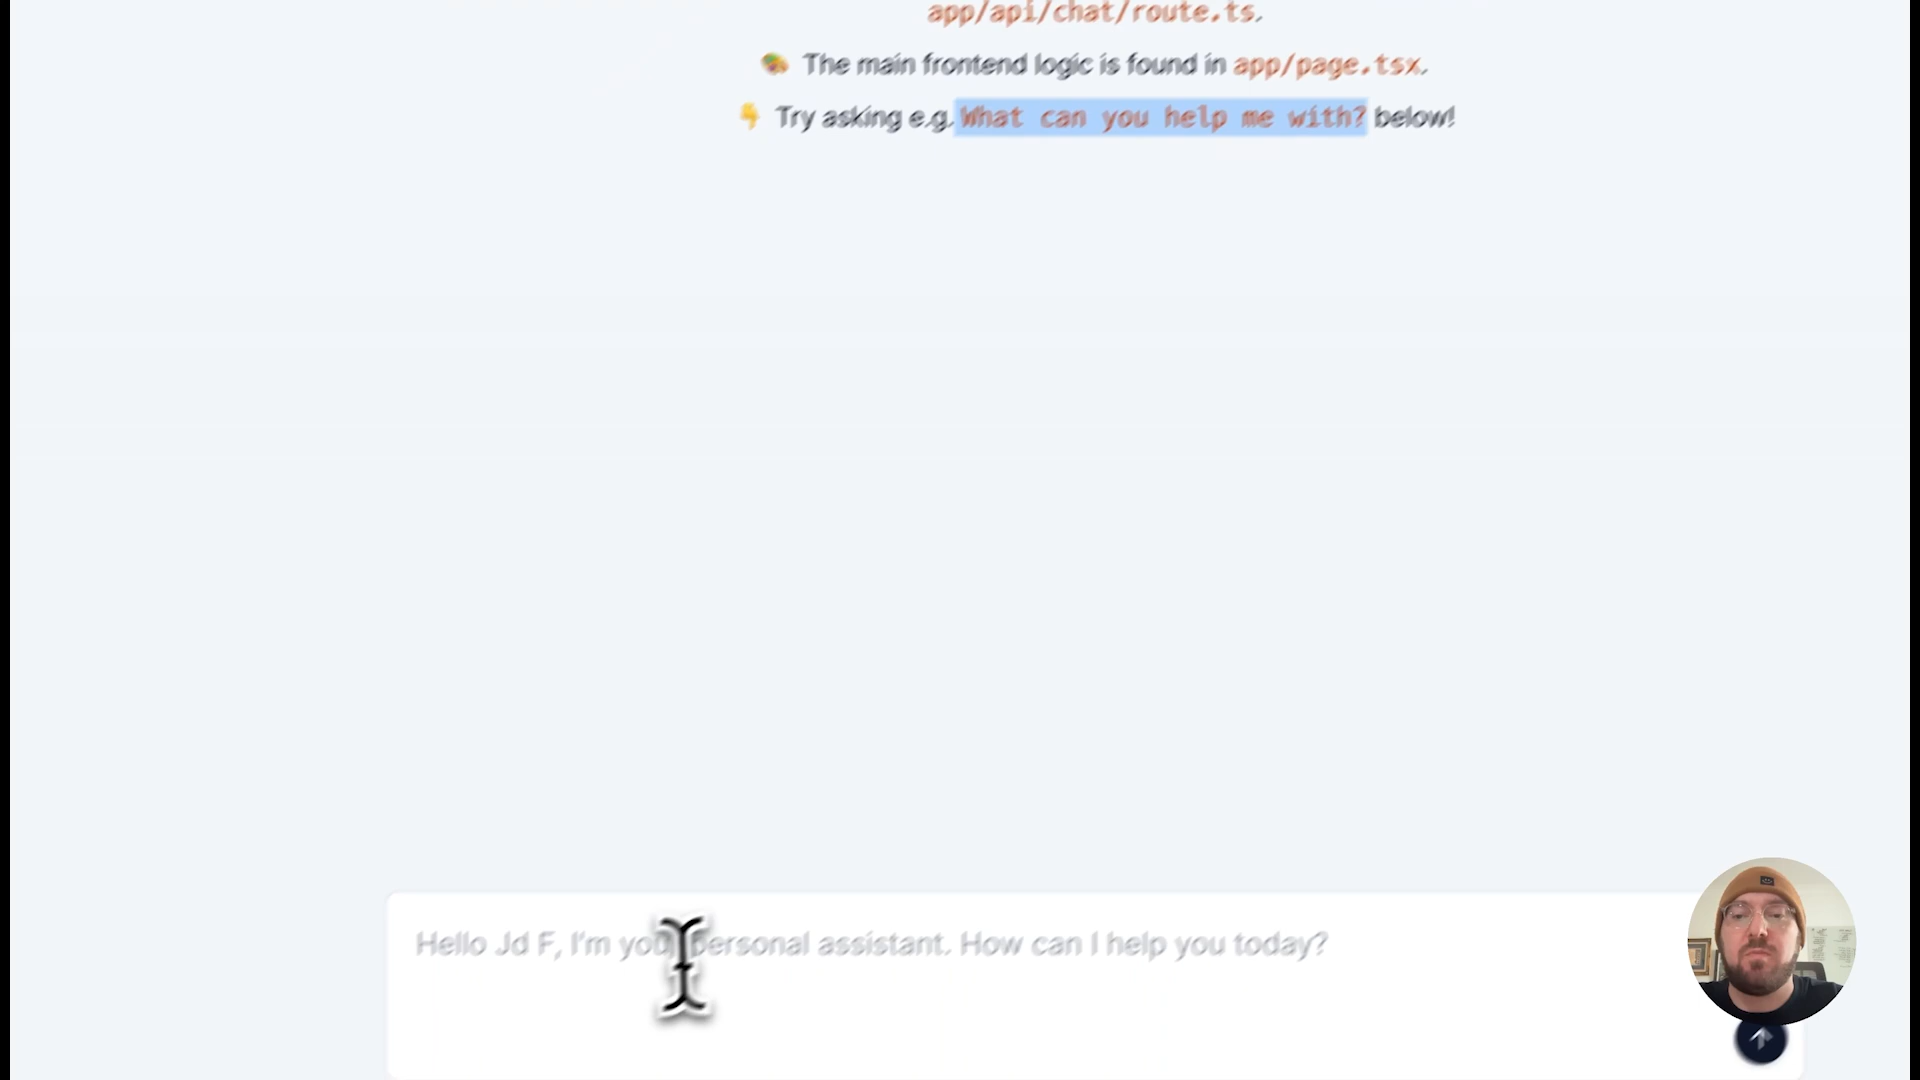 app/api/chat/route.ts.
The main frontend logic is found in app/page.tsx.
Try asking e.g. What can you help me with? below!
Hello Jd F, I'm your personal assistant. How can I help you today?